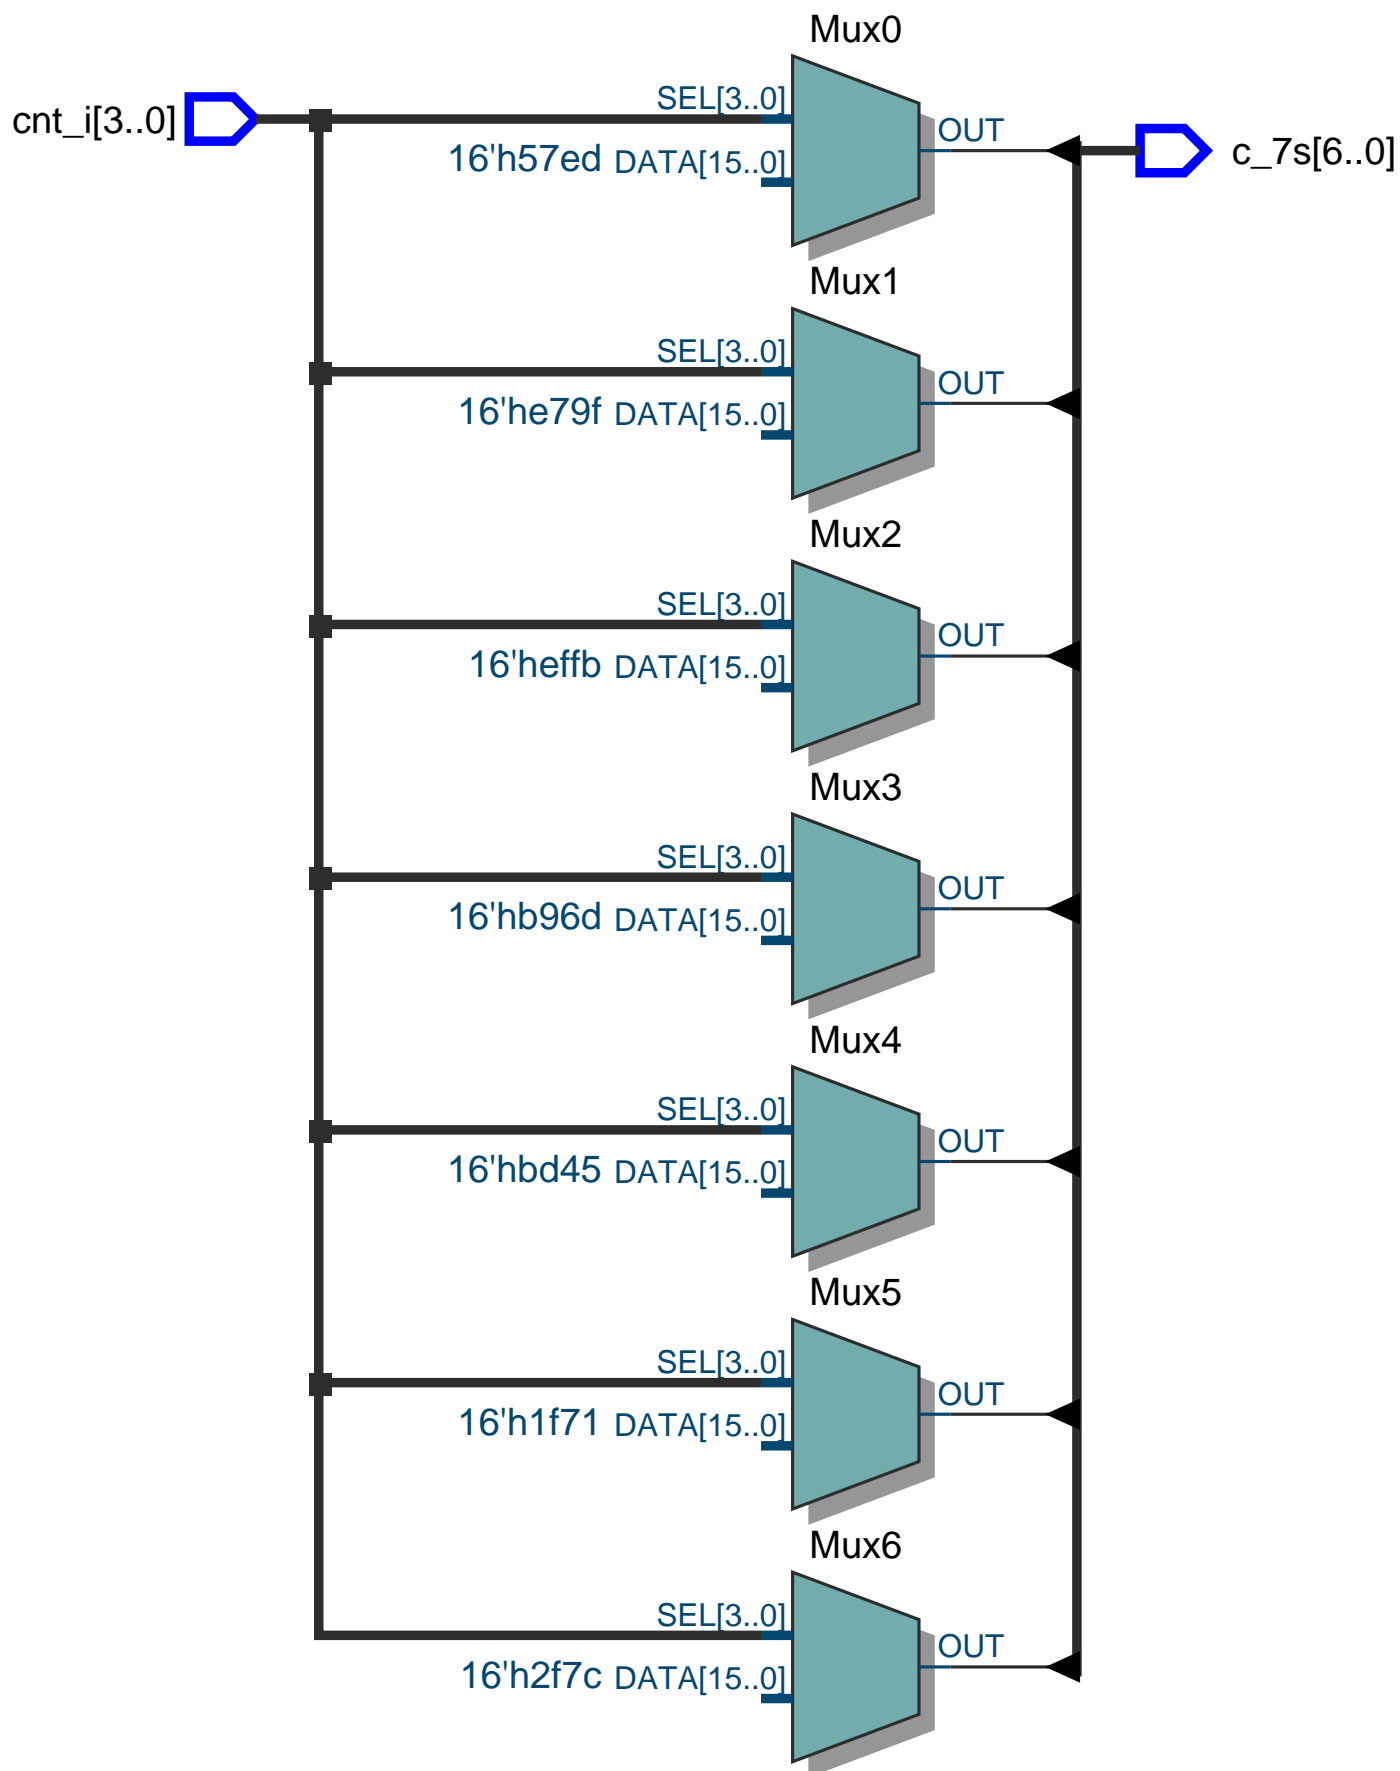 Mux0
cnt_i[3..0]
SEL[3..0]
16'h57ed DATA[15..0]
OUT
c_7s[6..0]
Mux1
SEL[3..0]
16'he79f DATA[15..0]
OUT
Mux2
SEL[3..0]
16'heffb DATA[15..0]
OUT
Mux3
SEL[3..0]
16'hb96d DATA[15..0]
OUT
Mux4
SEL[3..0]
16'hbd45 DATA[15..0]
OUT
Mux5
SEL[3..0]
16'h1f71 DATA[15..0]
OUT
Mux6
SEL[3..0]
16'h2f7c DATA[15..0]
OUT